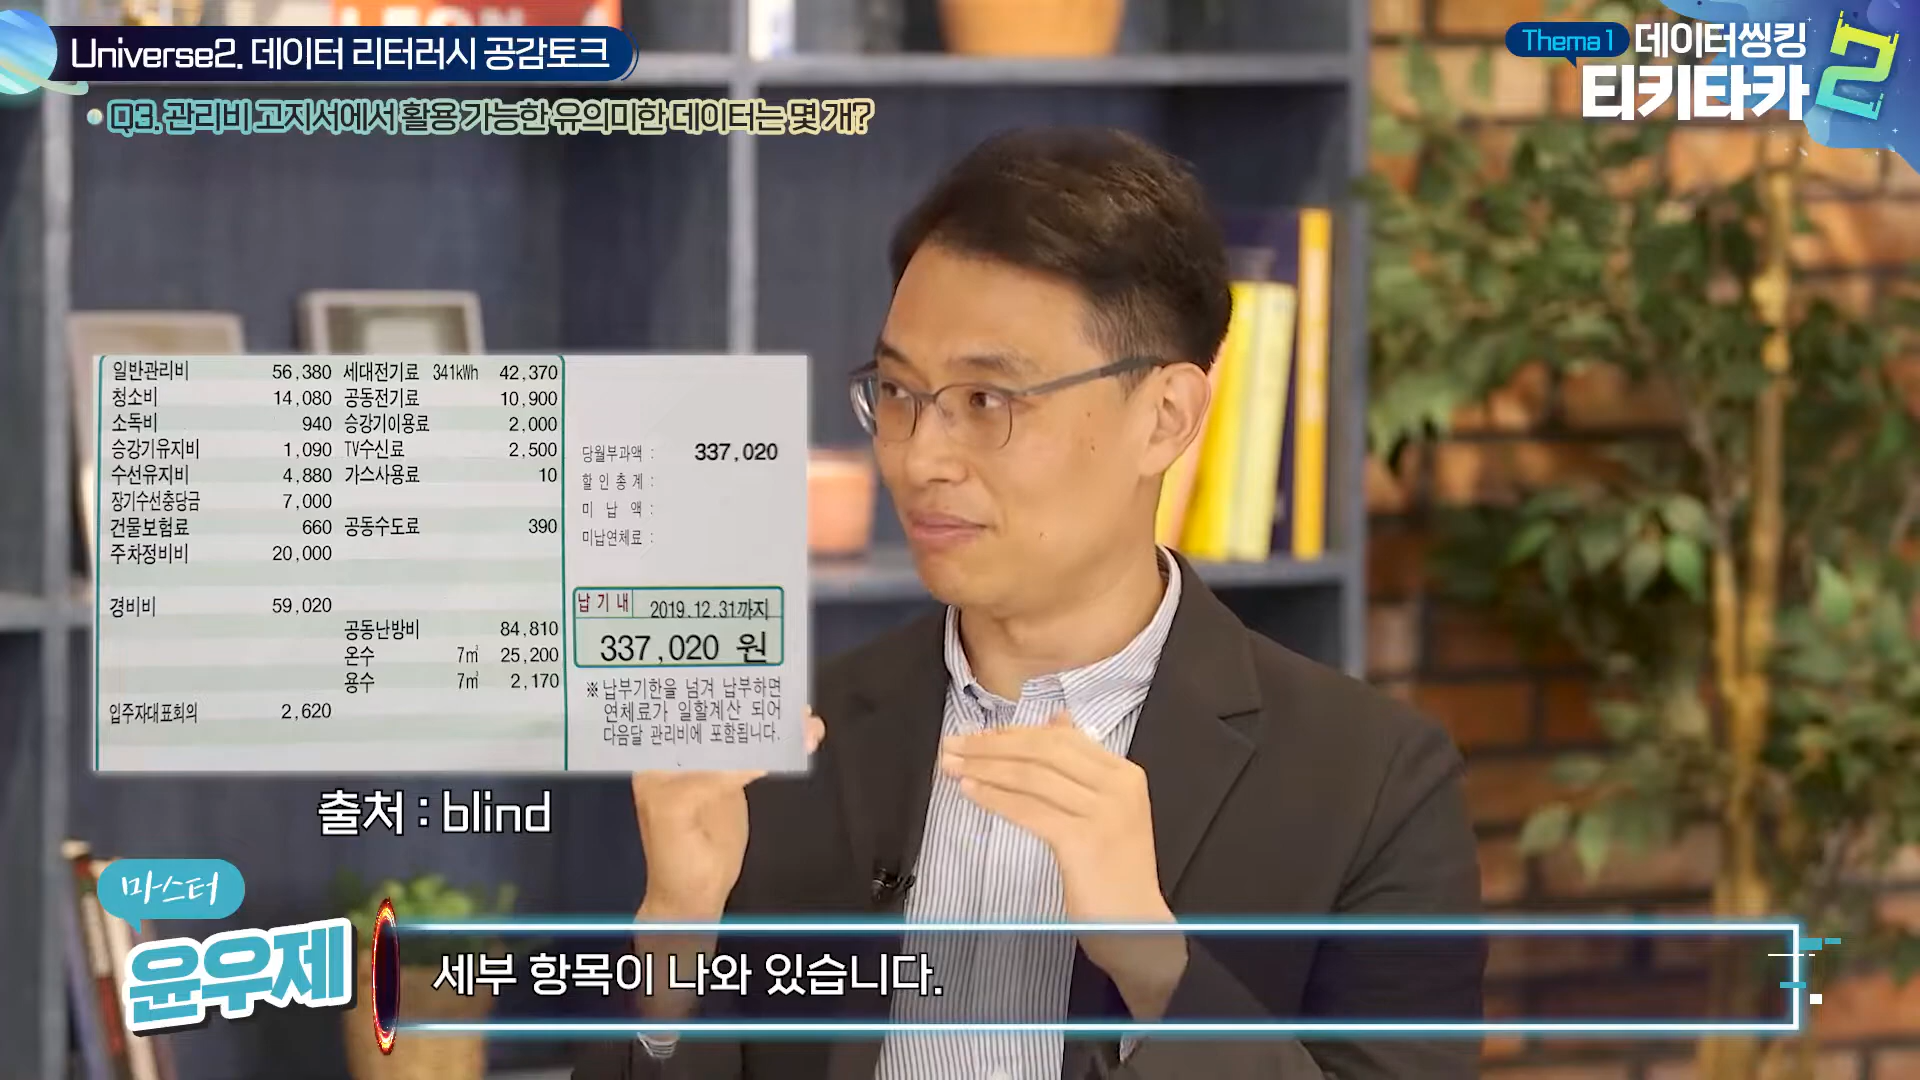 Universe2. 데이터 리터러시 공감토크
Thema 1 데이터씽킹
티키타카 2
Q3. 관리비 고지서에서 활용 가능한 유의미한 데이터는 몇 개?
일반관리비 56,380 세대전기료 341kWh 42,370
청소비 14,080 공동전기료 10,900
소독비 940 승강기이용료 2,000
승강기유지비 1,090 TV수신료 2,500
수선유지비 4,880 가스사용료 10
장기수선충당금 7,000
건물보험료 660 공동수도료 390
주차정비비 20,000
경비비 59,020
공동난방비 84,810
온수 7㎥ 25,200
용수 7㎥ 2,170
입주자대표회의 2,620
당월부과액 : 337,020
할 인 총 계 :
미 납 액 :
미납연체료 :
납 기 내 2019.12.31까지
337,020 원
※납부기한을 넘겨 납부하면
연체료가 일할계산 되어
다음달 관리비에 포함됩니다.
출처 : blind
마스터
윤우제
세부 항목이 나와 있습니다.